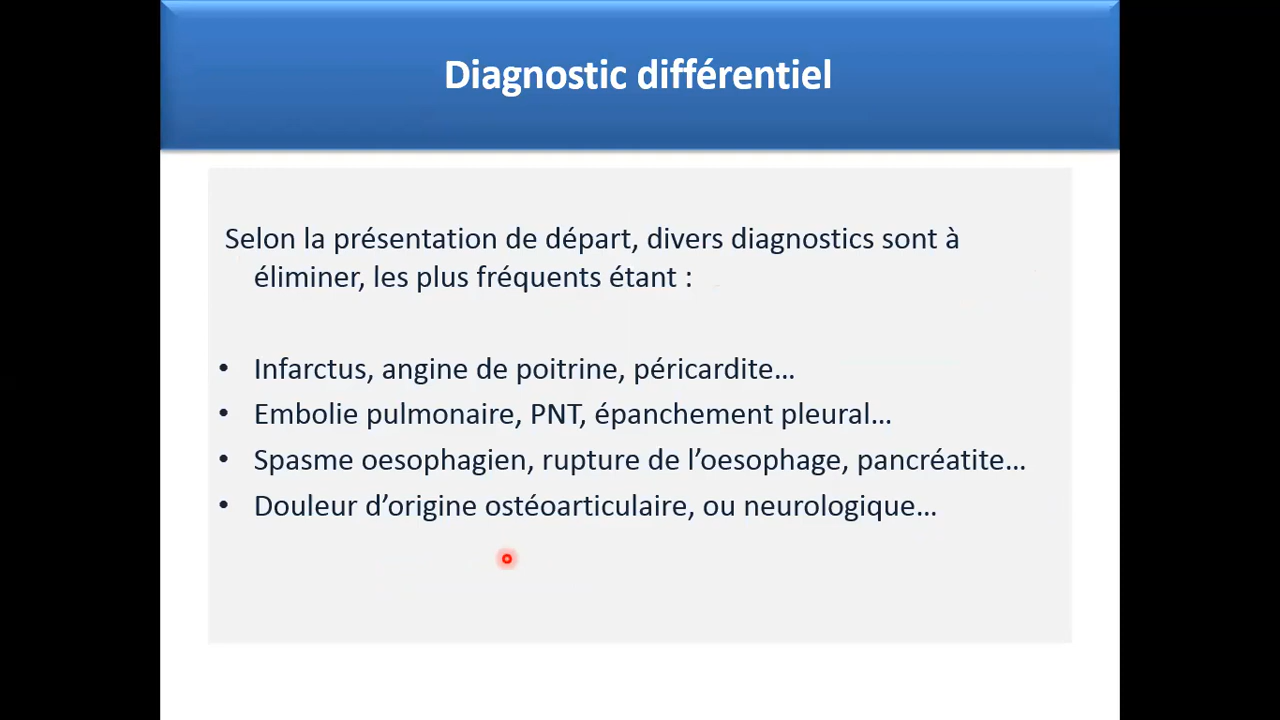 Diagnostic différentiel
Selon la présentation de départ, divers diagnostics sont à
éliminer, les plus fréquents étant :
• Infarctus, angine de poitrine, péricardite…
• Embolie pulmonaire, PNT, épanchement pleural…
• Spasme oesophagien, rupture de l’oesophage, pancréatite…
• Douleur d’origine ostéoarticulaire, ou neurologique…